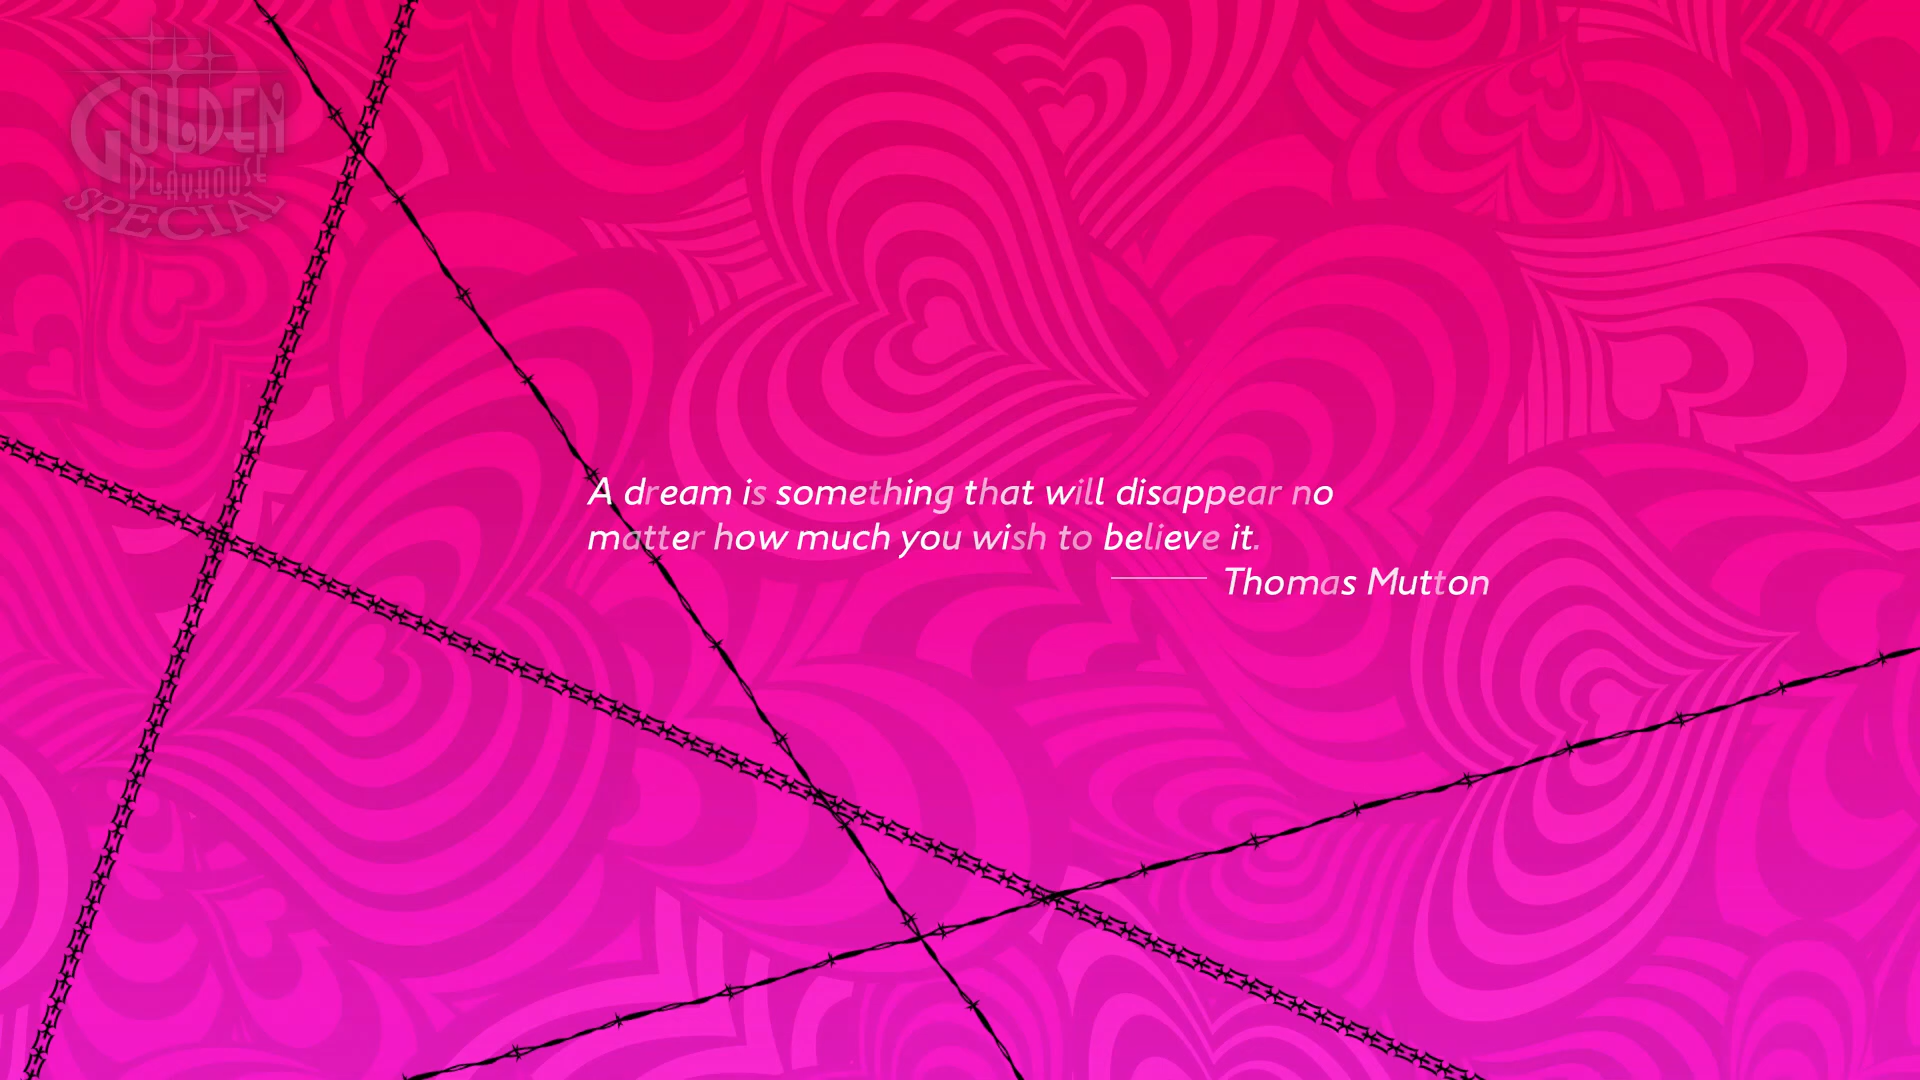 GOLDEN
PLAYHOUSE
SPECIAL
A dream is something that will disappear no
matter how much you wish to believe it.
Thomas Mutton